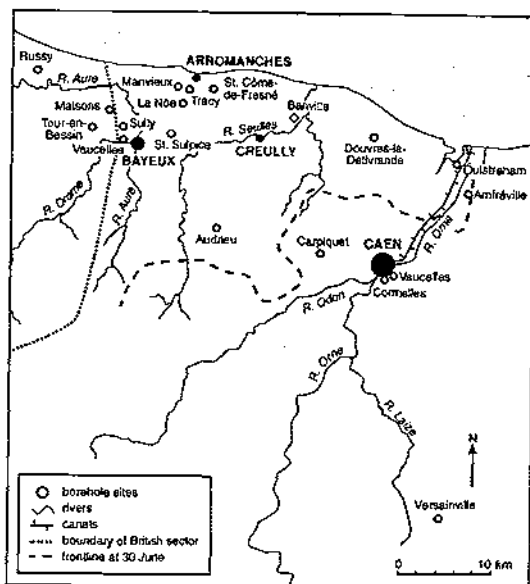 Russy
ARROMANCHES
R. Aure
Manvieux
St. Côme-
de-Fresné
La Nöe
Tracy
Maisons
Banville
Tour-en-
Bessin
Sully
R. Seulles
Vaucelles
St. Sulpice
BAYEUX
CREULLY
Douvres-la-
Délivrande
Ouistreham
R. Drome
R. Aure
Amfréville
R. Orne
Audrieu
Carpiquet
CAEN
Vaucelles
Cormelles
R. Odon
R. Orne
R. Laize
N
Versainville
borehole sites
rivers
canals
boundary of British sector
frontline at 30 June
0 10 km